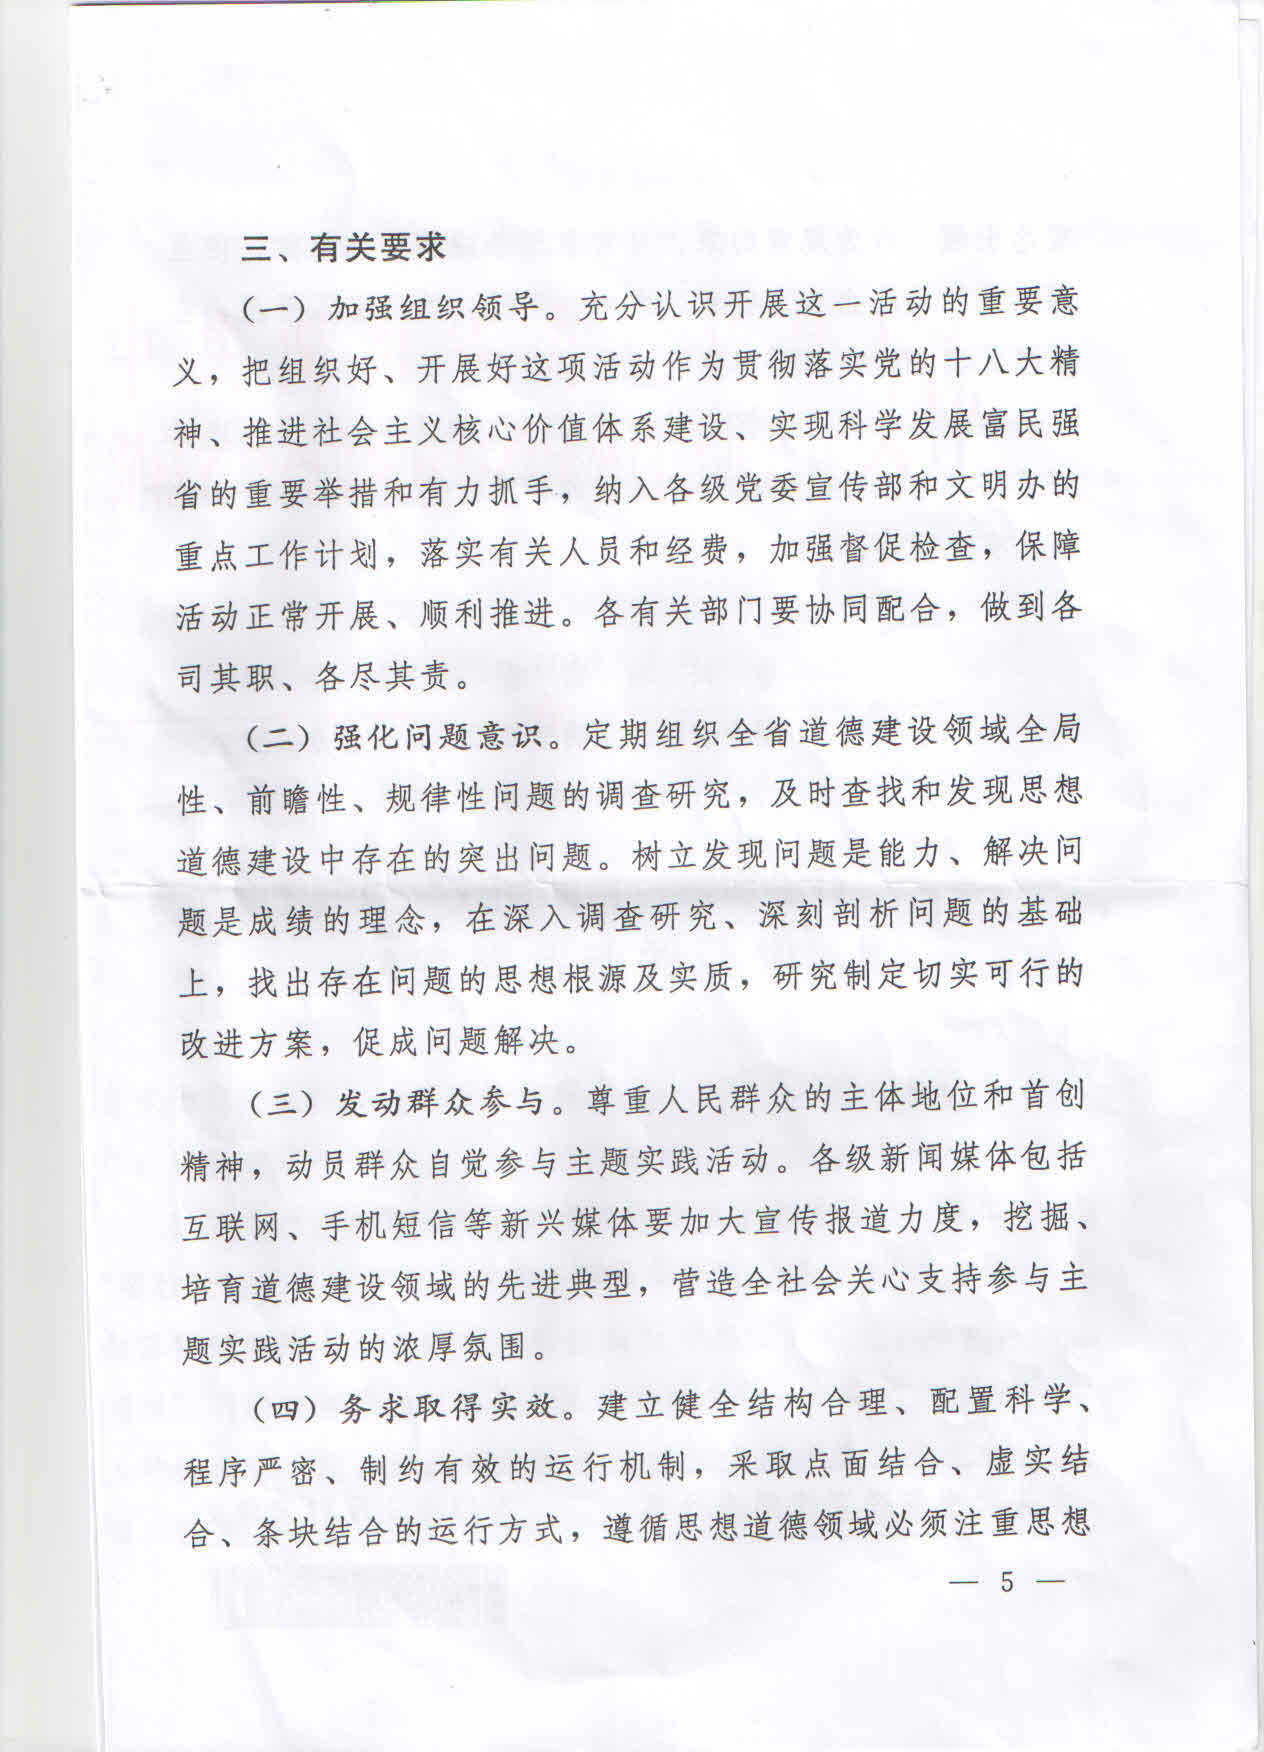 三、有关要求
（一）加强组织领导。充分认识开展这一活动的重要意
义，把组织好、开展好这项活动作为贯彻落实党的十八大精
神、推进社会主义核心价值体系建设、实现科学发展富民强
省的重要举措和有力抓手，纳入各级党委宣传部和文明办的
重点工作计划，落实有关人员和经费，加强督促检查，保障
活动正常开展、顺利推进。各有关部门要协同配合，做到各
司其职、各尽其责。
（二）强化问题意识。定期组织全省道德建设领域全局
性、前瞻性、规律性问题的调查研究，及时查找和发现思想
道德建设中存在的突出问题。树立发现问题是能力、解决问
题是成绩的理念，在深入调查研究、深刻剖析问题的基础
上，找出存在问题的思想根源及实质，研究制定切实可行的
改进方案，促成问题解决。
（三）发动群众参与。尊重人民群众的主体地位和首创
精神，动员群众自觉参与主题实践活动。各级新闻媒体包括
互联网、手机短信等新兴媒体要加大宣传报道力度，挖掘、
培育道德建设领域的先进典型，营造全社会关心支持参与主
题实践活动的浓厚氛围。
（四）务求取得实效。建立健全结构合理、配置科学、
程序严密、制约有效的运行机制，采取点面结合、虚实结
合、条块结合的运行方式，遵循思想道德领域必须注重思想
— 5 —